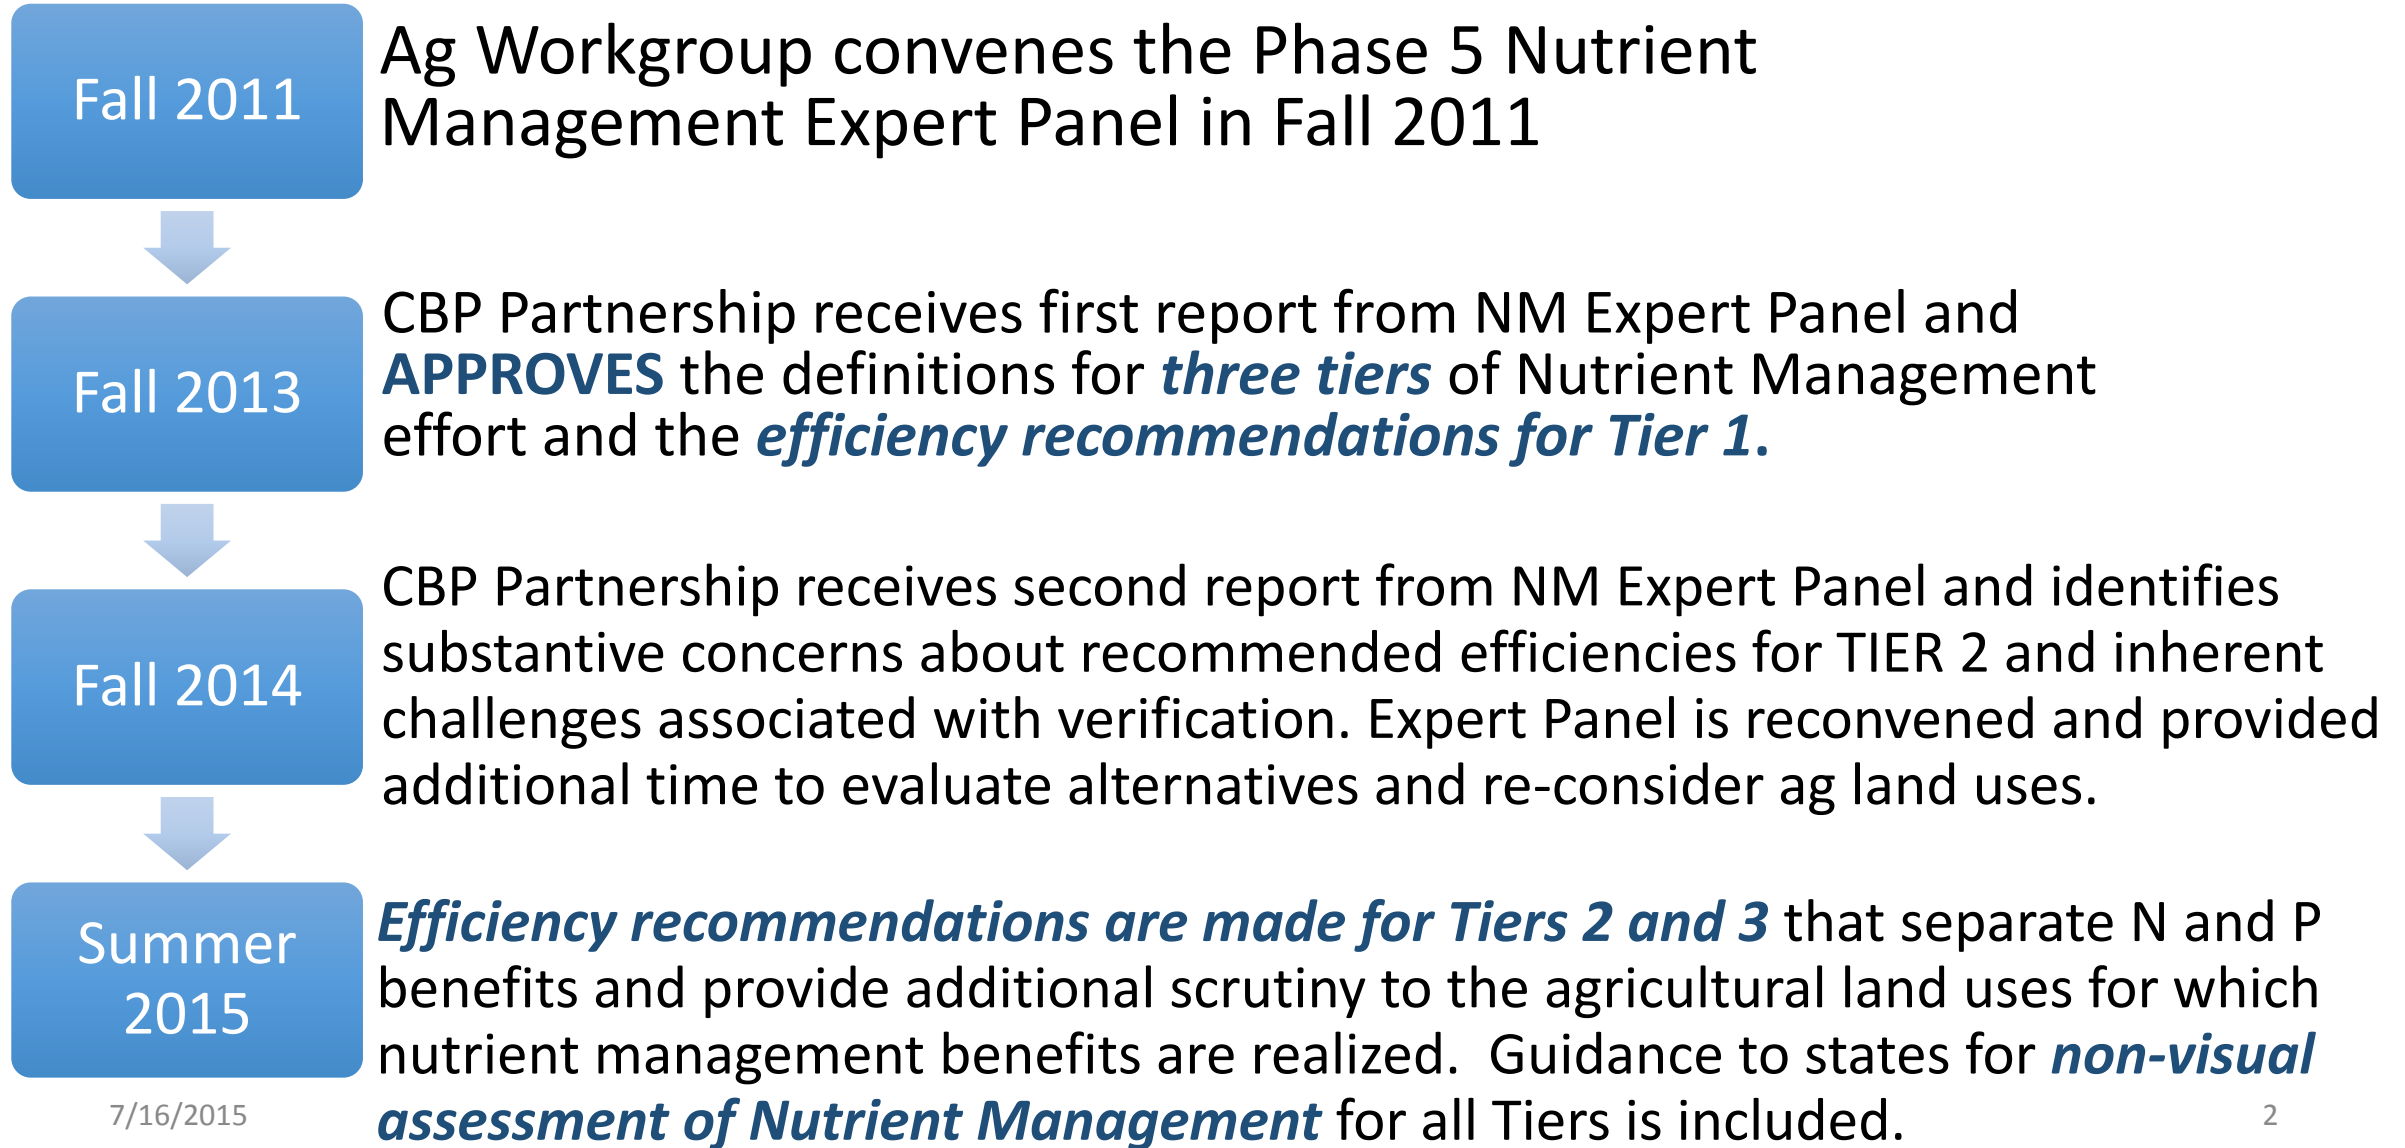 Fall 2011
Ag Workgroup convenes the Phase 5 Nutrient
Management Expert Panel in Fall 2011
Fall 2013
CBP Partnership receives first report from NM Expert Panel and
APPROVES the definitions for three tiers of Nutrient Management
effort and the efficiency recommendations for Tier 1.
Fall 2014
CBP Partnership receives second report from NM Expert Panel and identifies
substantive concerns about recommended efficiencies for TIER 2 and inherent
challenges associated with verification. Expert Panel is reconvened and provided
additional time to evaluate alternatives and re-consider ag land uses.
Summer
2015
Efficiency recommendations are made for Tiers 2 and 3 that separate N and P
benefits and provide additional scrutiny to the agricultural land uses for which
nutrient management benefits are realized.  Guidance to states for non-visual
assessment of Nutrient Management for all Tiers is included.
7/16/2015
2